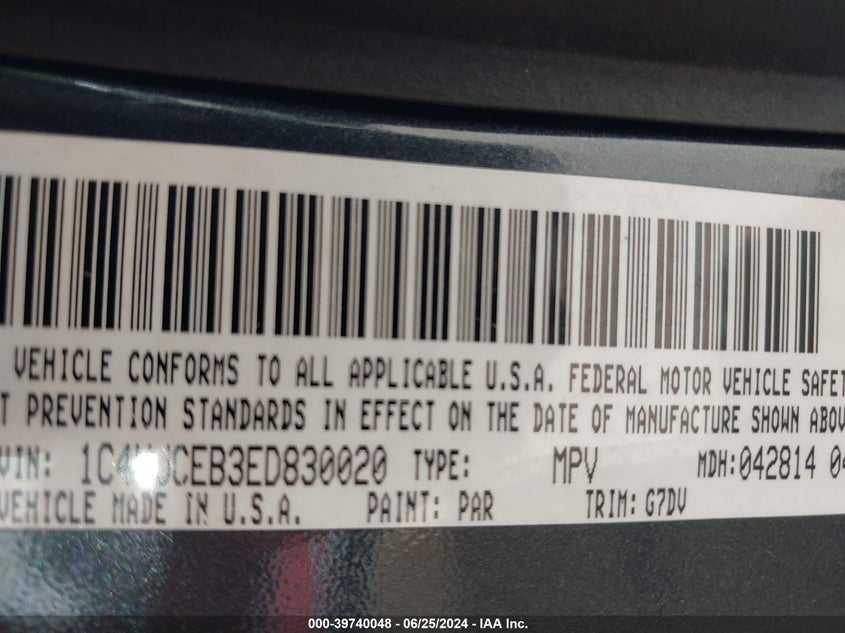 VEHICLE CONFORMS TO ALL APPLICABLE U.S.A. FEDERAL MOTOR VEHICLE SAFET
T PREVENTION STANDARDS IN EFFECT ON THE DATE OF MANUFACTURE SHOWN ABOV
VIN: 1C4NJCEB3ED830020 TYPE: MPV MDH: 042814 04
VEHICLE MADE IN U.S.A. PAINT: PAR TRIM: G7DV
000-39740048 - 06/25/2024 - IAA Inc.